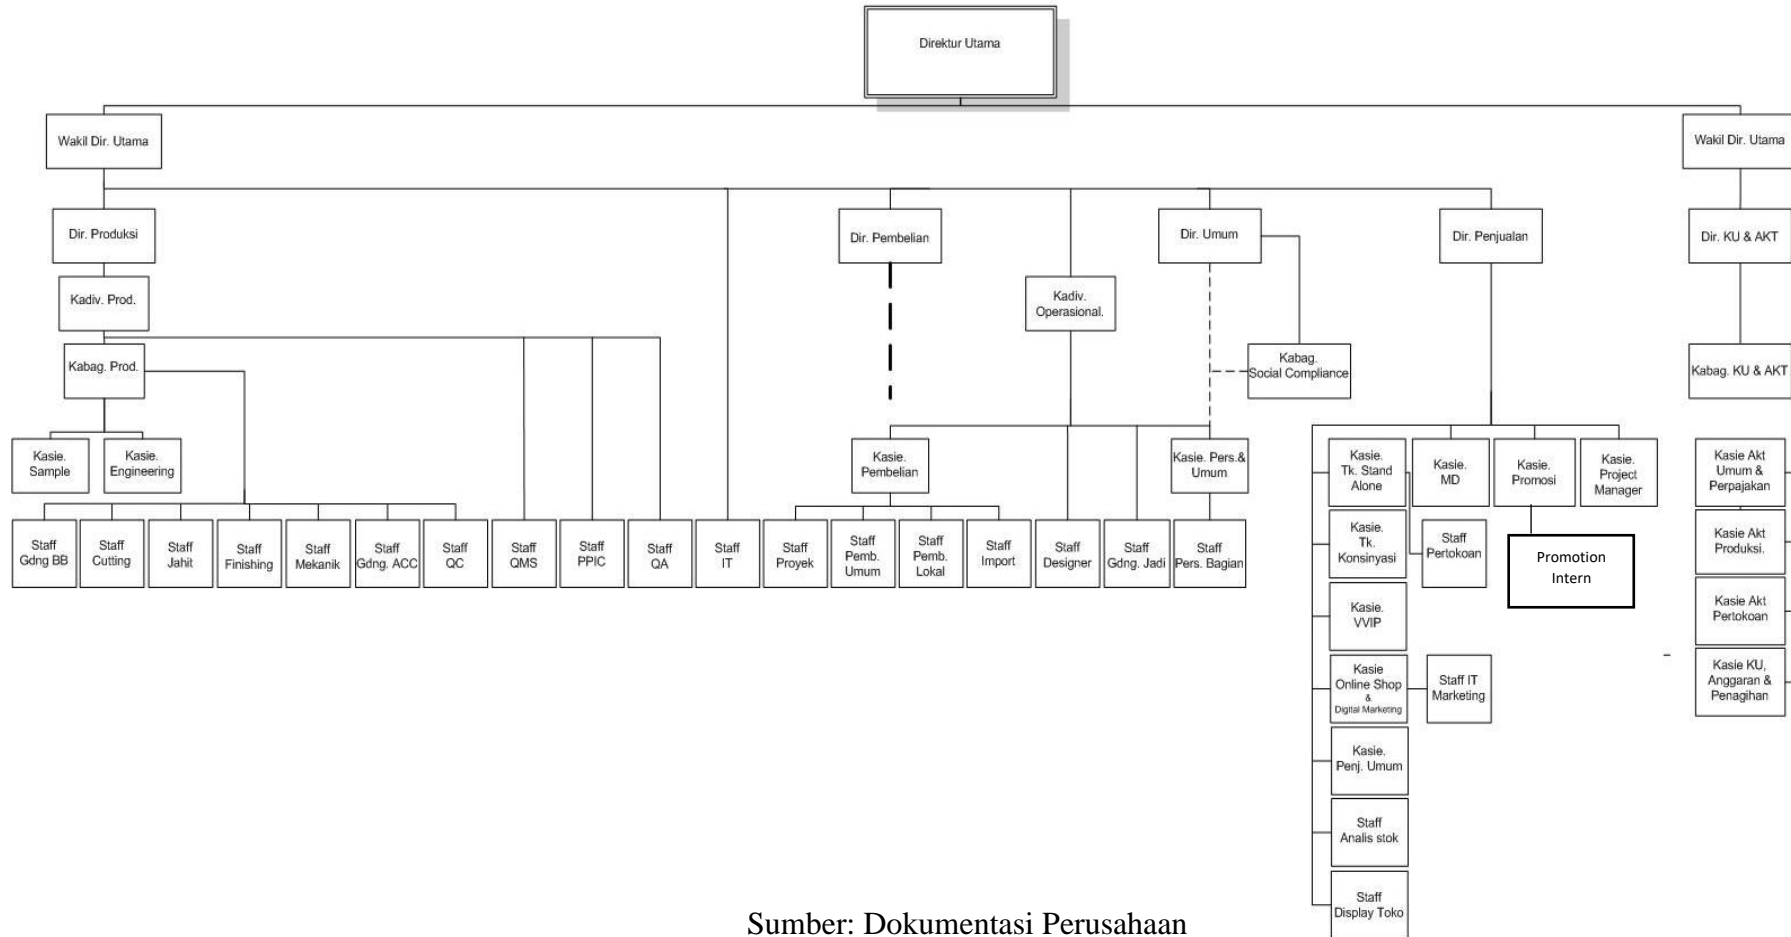 Direktur Utama
Wakil Dir. Utama
Wakil Dir. Utama
Dir. Produksi
Dir. Pembelian
Dir. Umum
Dir. Penjualan
Dir. KU & AKT
Kadiv. Prod.
Kadiv.
Operasional.
Kabag. Prod.
Kabag.
Social Compliance
Kabag. KU & AKT
Kasie.
Sample
Kasie.
Engineering
Kasie.
Pembelian
Kasie. Pers.&
Umum
Kasie.
Tk. Stand
Alone
Kasie.
MD
Kasie.
Promosi
Kasie.
Project
Manager
Kasie Akt
Umum &
Perpajakan
Staff
Gdng BB
Staff
Cutting
Staff
Jahit
Staff
Finishing
Staff
Mekanik
Staff
Gdng. ACC
Staff
QC
Staff
QMS
Staff
PPIC
Staff
QA
Staff
IT
Staff
Proyek
Staff
Pemb.
Umum
Staff
Pemb.
Lokal
Staff
Import
Staff
Designer
Staff
Gdng. Jadi
Staff
Pers. Bagian
Kasie.
Tk.
Konsinyasi
Staff
Pertokoan
Promotion
Intern
Kasie Akt
Produksi.
Kasie.
VVIP
Kasie Akt
Pertokoan
Kasie
Online Shop
&
Digital Marketing
Staff IT
Marketing
Kasie KU,
Anggaran &
Penagihan
Kasie.
Penj. Umum
Staff
Analis stok
Staff
Display Toko
Sumber: Dokumentasi Perusahaan